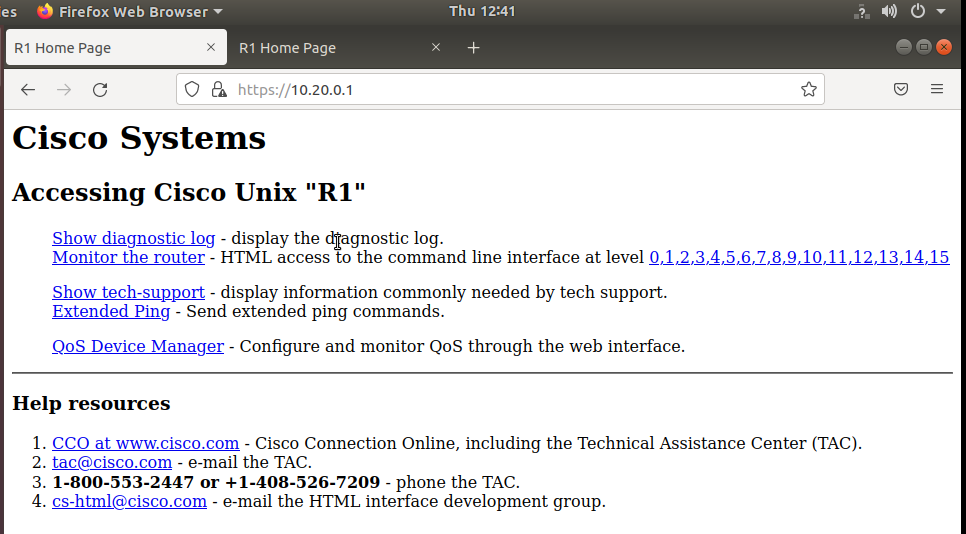 ies Firefox Web Browser Thu 12:41
R1 Home Page R1 Home Page
https://10.20.0.1
Cisco Systems
Accessing Cisco Unix "R1"
Show diagnostic log - display the diagnostic log.
Monitor the router - HTML access to the command line interface at level 0,1,2,3,4,5,6,7,8,9,10,11,12,13,14,15
Show tech-support - display information commonly needed by tech support.
Extended Ping - Send extended ping commands.
QoS Device Manager - Configure and monitor QoS through the web interface.
Help resources
1. CCO at www.cisco.com - Cisco Connection Online, including the Technical Assistance Center (TAC).
2. tac@cisco.com - e-mail the TAC.
3. 1-800-553-2447 or +1-408-526-7209 - phone the TAC.
4. cs-html@cisco.com - e-mail the HTML interface development group.